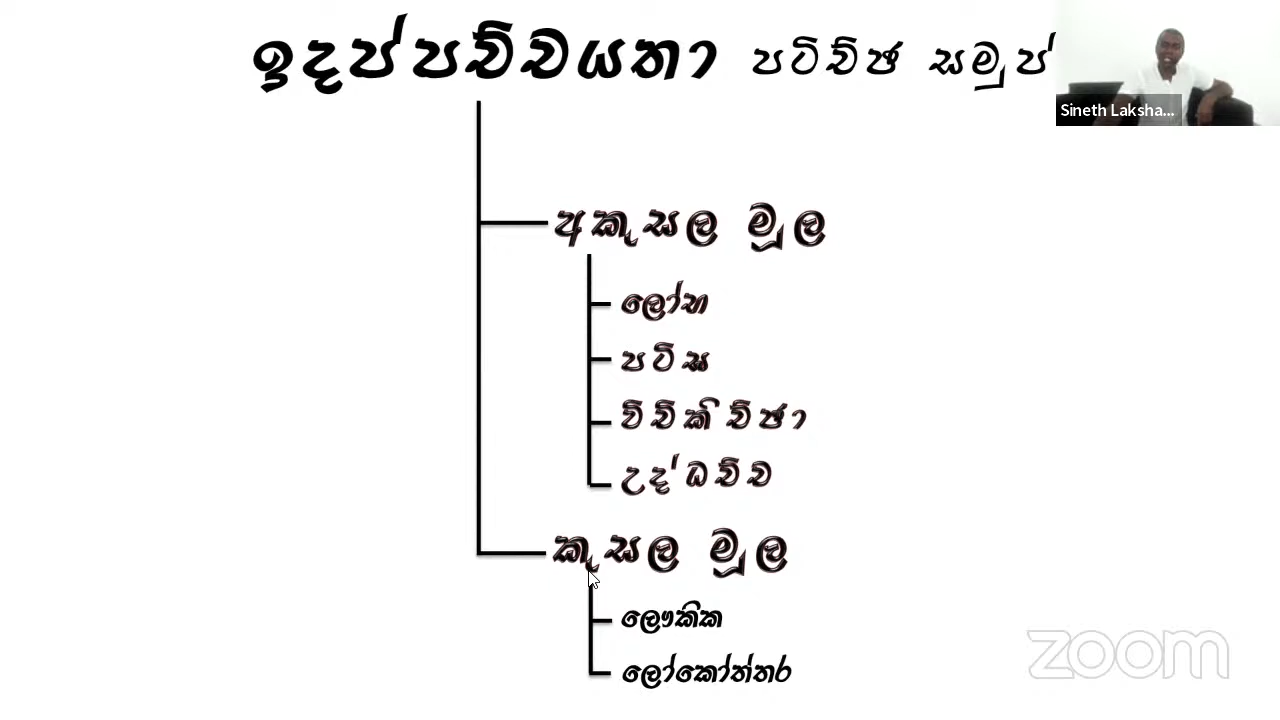 ඉදප්පච්චයතා පටිච්ඡ සමුප්
Sineth Laksha...
අකුසල මූල
ලෝභ
පටිඝ
විචිකිච්ඡා
උද්ධච්ච
කුසල මූල
ලෞකික
ලෝකෝත්තර
zoom